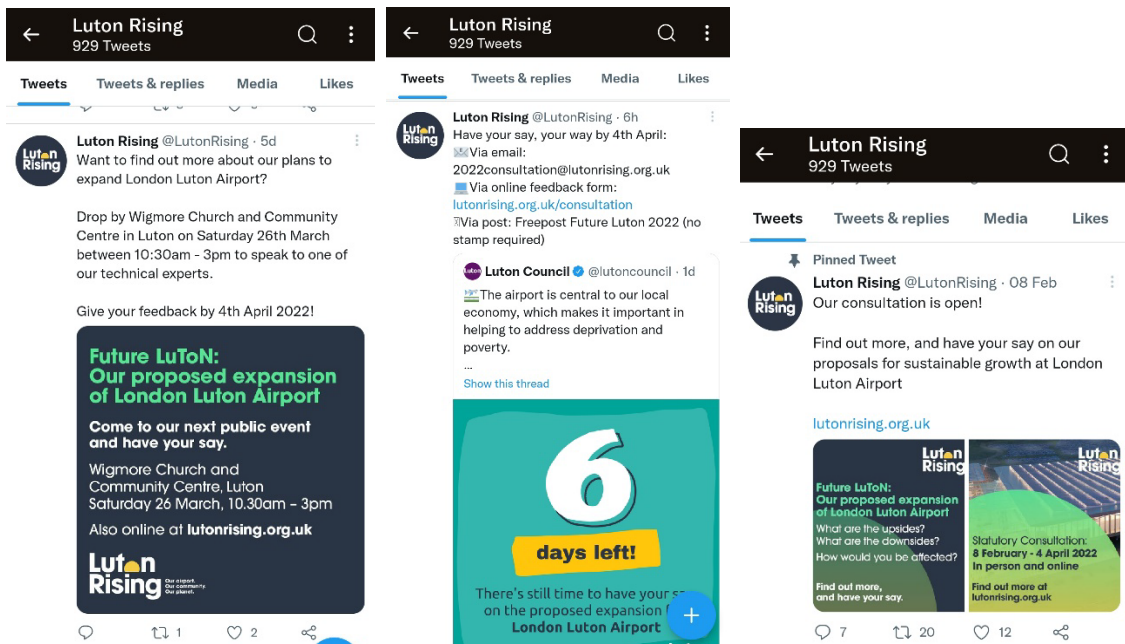 Luton Rising
929 Tweets
Tweets Tweets & replies Media Likes
Luton Rising @LutonRising · 5d
Want to find out more about our plans to
expand London Luton Airport?
Drop by Wigmore Church and Community
Centre in Luton on Saturday 26th March
between 10:30am - 3pm to speak to one of
our technical experts.
Give your feedback by 4th April 2022!
Future LuToN:
Our proposed expansion
of London Luton Airport
Come to our next public event
and have your say.
Wigmore Church and
Community Centre, Luton
Saturday 26 March, 10.30am – 3pm
Also online at lutonrising.org.uk
Luton
Rising
Our airport.
Our community.
Our planet.
1 2
Luton Rising
929 Tweets
Tweets Tweets & replies Media Likes
Luton
Rising
Luton Rising @LutonRising · 6h
Have your say, your way by 4th April:
Via email:
2022consultation@lutonrising.org.uk
Via online feedback form:
lutonrising.org.uk/consultation
Via post: Freepost Future Luton 2022 (no
stamp required)
Luton Council @lutoncouncil · 1d
The airport is central to our local
economy, which makes it important in
helping to address deprivation and
poverty.
...
Show this thread
6
days left!
There's still time to have your
on the proposed expansion
London Luton Airport
Luton Rising
929 Tweets
Tweets Tweets & replies Media Likes
Pinned Tweet
Luton
Rising
Luton Rising @LutonRising · 08 Feb
Our consultation is open!
Find out more, and have your say on our
proposals for sustainable growth at London
Luton Airport
lutonrising.org.uk
Luton
Rising
Future LuToN:
Our proposed expansion
of London Luton Airport
What are the upsides?
What are the downsides?
How would you be affected?
Find out more,
and have your say.
Luton
Rising
Statutory Consultation:
8 February - 4 April 2022
In person and online
Find out more at
lutonrising.org.uk
7 20 12